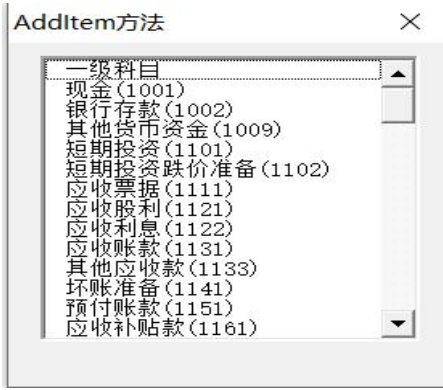 AddItem方法
一级科目
现金(1001)
银行存款(1002)
其他货币资金(1009)
短期投资(1101)
短期投资跌价准备(1102)
应收票据(1111)
应收股利(1121)
应收利息(1122)
应收账款(1131)
其他应收款(1133)
坏账准备(1141)
预付账款(1151)
应收补贴款(1161)